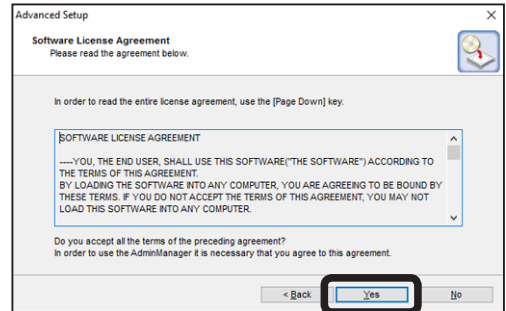 Advanced Setup
Software License Agreement
Please read the agreement below.
In order to read the entire license agreement, use the [Page Down] key.
SOFTWARE LICENSE AGREEMENT
----YOU, THE END USER, SHALL USE THIS SOFTWARE("THE SOFTWARE") ACCORDING TO
THE TERMS OF THIS AGREEMENT.
BY LOADING THE SOFTWARE INTO ANY COMPUTER, YOU ARE AGREEING TO BE BOUND BY
THESE TERMS. IF YOU DO NOT ACCEPT THE TERMS OF THIS AGREEMENT, YOU MAY NOT
LOAD THIS SOFTWARE INTO ANY COMPUTER.
Do you accept all the terms of the preceding agreement?
In order to use the AdminManager it is necessary that you agree to this agreement.
< Back Yes No